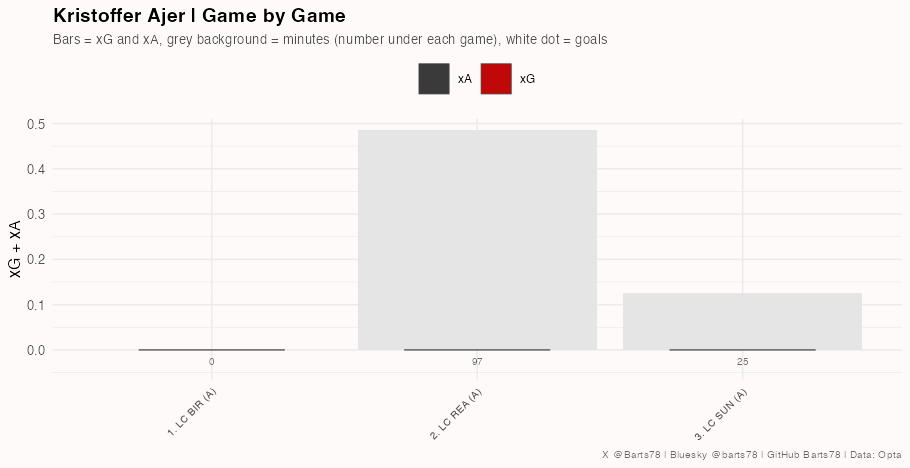 Kristoffer Ajer | Game by Game
Bars = xG and xA, grey background = minutes (number under each game), white dot = goals
xA
xG
xG + xA
0.5
0.4
0.3
0.2
0.1
0.0
0
97
25
1. LC BIR (A)
2. LC REA (A)
3. LC SUN (A)
X @Barts78 | Bluesky @barts78 | GitHub Barts78 | Data: Opta